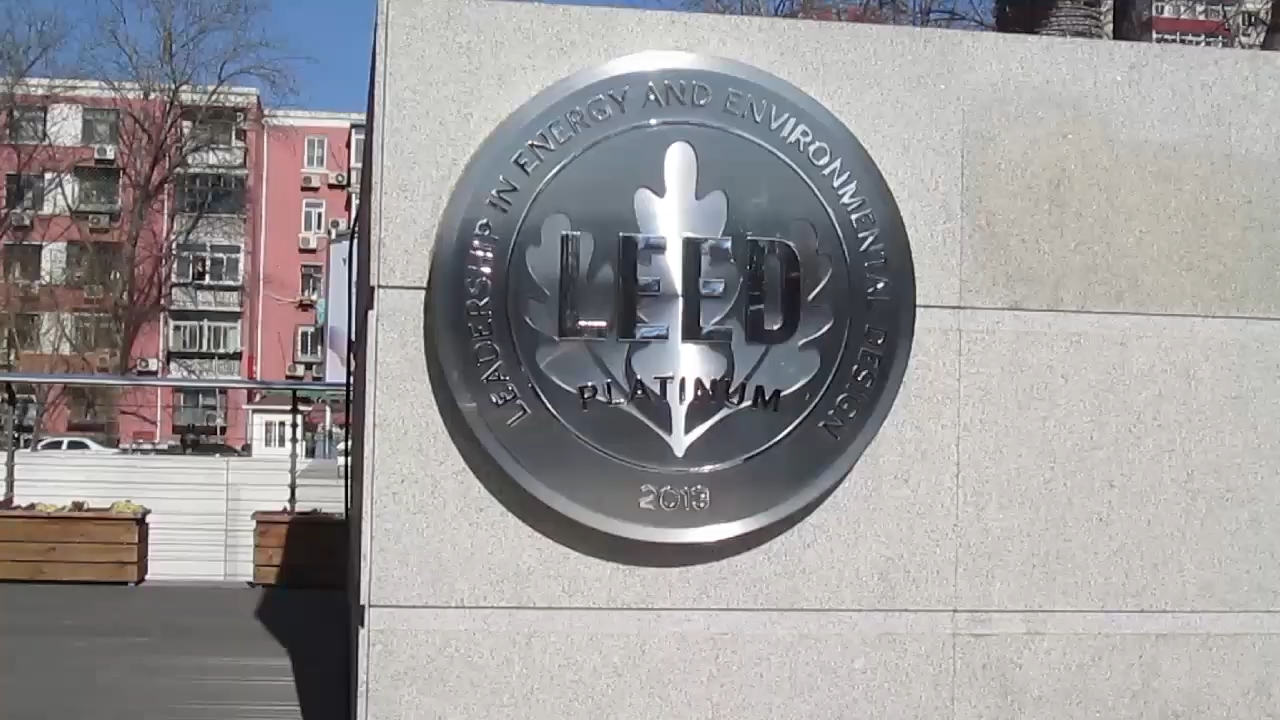 LEADERSHIP IN ENERGY AND ENVIRONMENTAL DESIGN
LEED
PLATINUM
2013